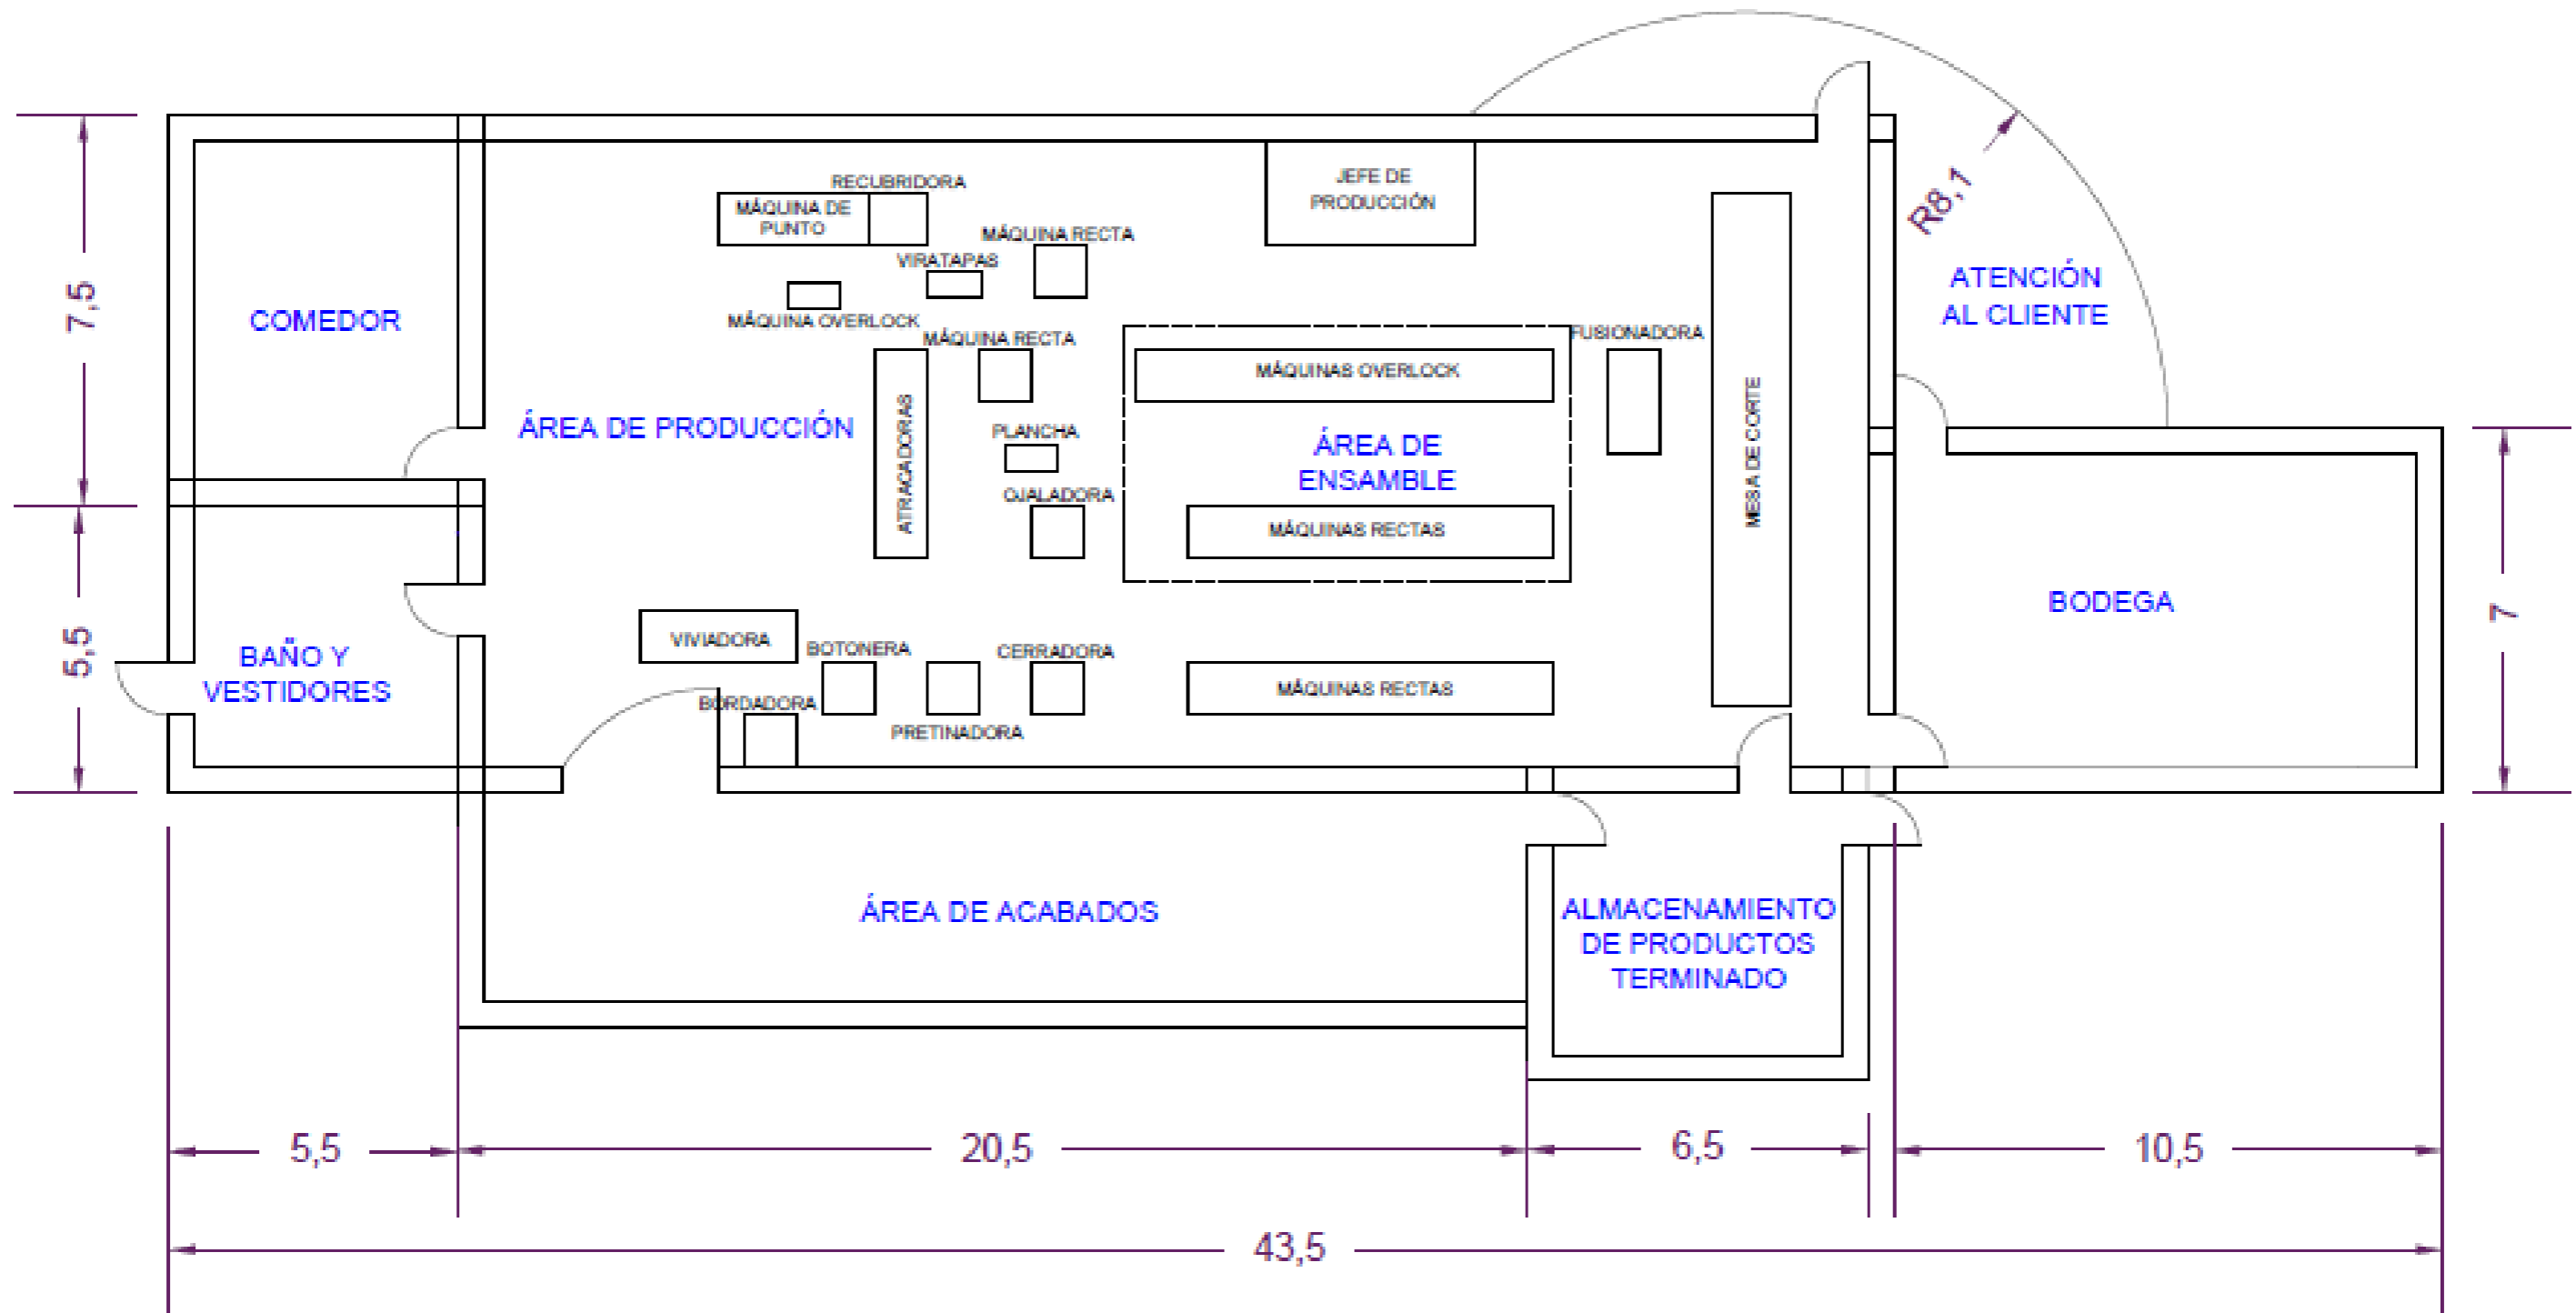 RECUBRIDORA
MÁQUINA DE
PUNTO
JEFE DE
PRODUCCIÓN
R8,1
MÁQUINA RECTA
VIRATAPAS
ATENCIÓN
AL CLIENTE
7,5
COMEDOR
MÁQUINA OVERLOCK
MÁQUINA RECTA
FUSIONADORA
MÁQUINAS OVERLOCK
ÁREA DE PRODUCCIÓN
ATRACADORAS
PLANCHA
ÁREA DE
ENSAMBLE
MESA DE CORTE
OJALADORA
MÁQUINAS RECTAS
BODEGA
7
5,5
BAÑO Y
VESTIDORES
VIVIADORA
BOTONERA
CERRADORA
MÁQUINAS RECTAS
BORDADORA
PRETINADORA
ÁREA DE ACABADOS
ALMACENAMIENTO
DE PRODUCTOS
TERMINADO
5,5
20,5
6,5
10,5
43,5